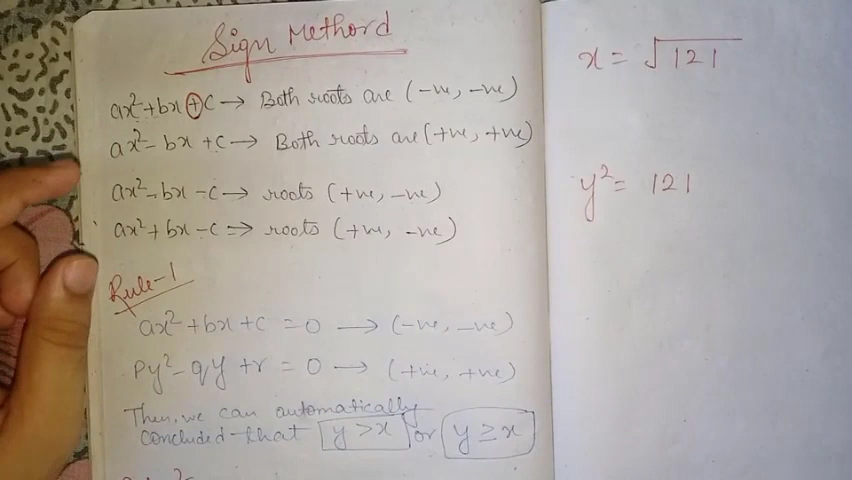 Sign Methord
ax²+bx+c → Both roots are (-ve, -ve)
ax²-bx+c → Both roots are (+ve, +ve)
ax²-bx-c → roots (+ve, -ve)
ax²+bx-c ⇒ roots (+ve, -ve)
Rule-1
ax²+bx+c = 0 → (-ve, -ve)
Py²-qy+r = 0 → (+ve, +ve)
Then, we can automatically
concluded that y>x or y≥x
x = √121
y² = 121